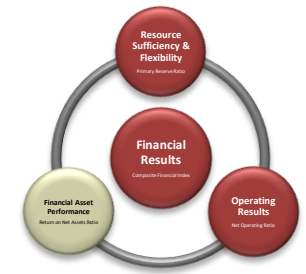 Resource
Sufficiency &
Flexibility
Primary Reserve Ratio
Financial
Results
Composite Financial Index
Financial Asset
Performance
Return on Net Assets Ratio
Operating
Results
Net Operating Ratio